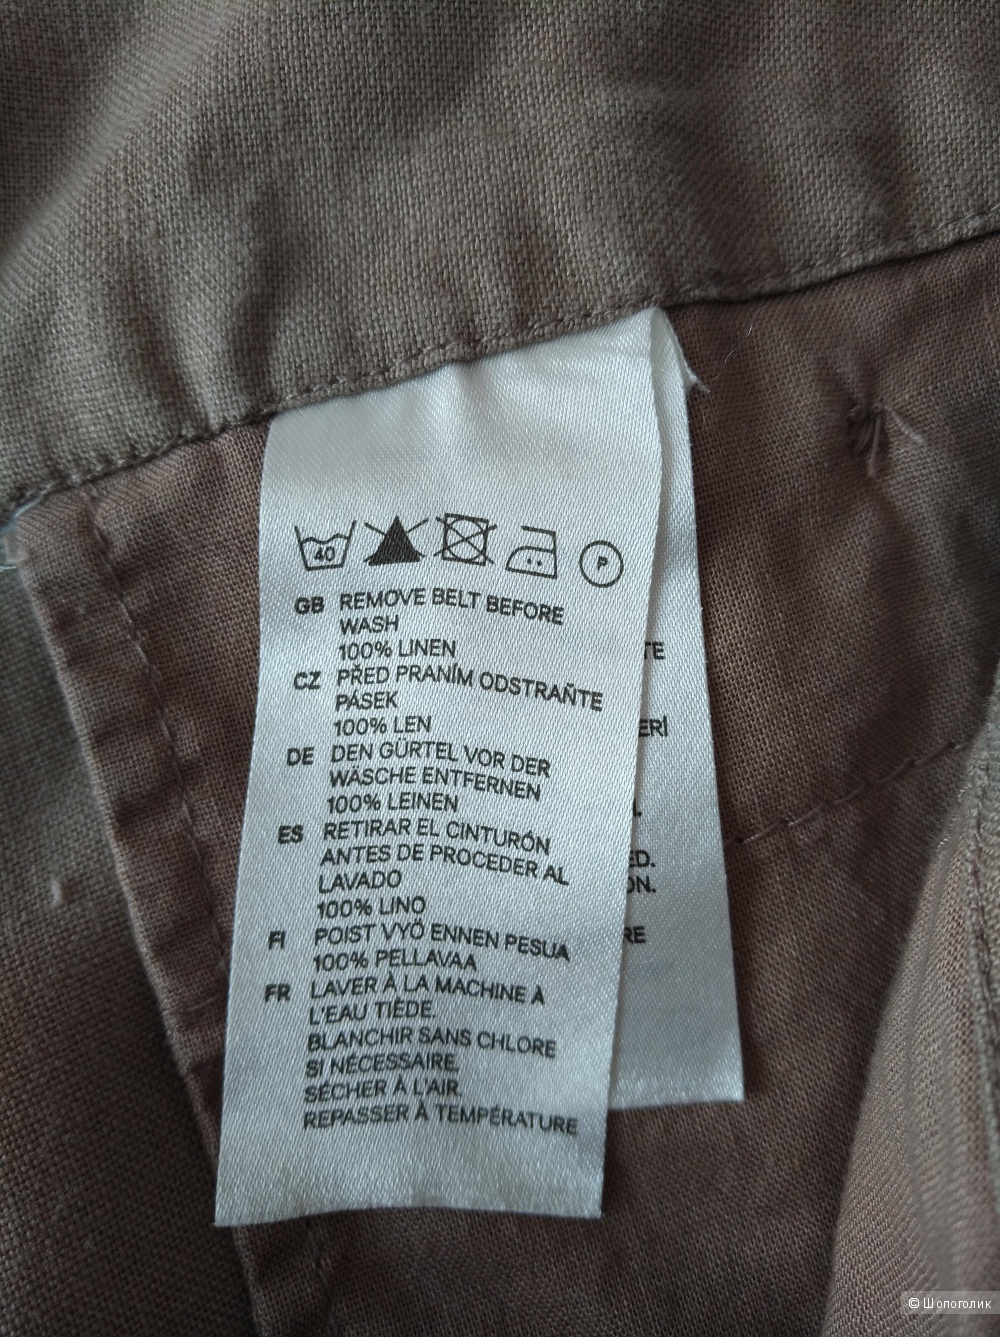 40
P
GB REMOVE BELT BEFORE
WASH
100% LINEN
CZ PŘED PRANÍM ODSTRAŇTE
PÁSEK
100% LEN
DE DEN GÜRTEL VOR DER
WÄSCHE ENTFERNEN
100% LEINEN
ES RETIRAR EL CINTURÓN
ANTES DE PROCEDER AL
LAVADO
100% LINO
FI POIST VYÖ ENNEN PESUA
100% PELLAVAA
FR LAVER À LA MACHINE À
L'EAU TIÈDE.
BLANCHIR SANS CHLORE
SI NÉCESSAIRE.
SÉCHER À L'AIR.
REPASSER À TEMPÉRATURE
© Шопоголик